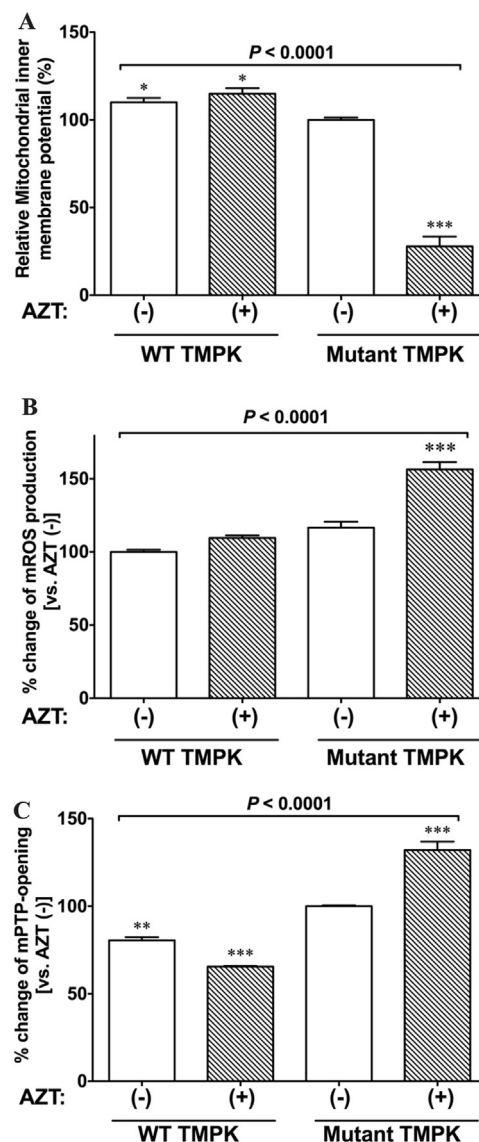 A
Relative Mitochondrial inner
membrane potential (%)
P < 0.0001
150
100
50
0
*
*
***
AZT: (-) (+) (-) (+)
WT TMPK Mutant TMPK
B
% change of mROS production
[vs. AZT (-)]
P < 0.0001
150
100
50
0
***
AZT: (-) (+) (-) (+)
WT TMPK Mutant TMPK
C
% change of mPTP-opening
[vs. AZT (-)]
P < 0.0001
150
100
50
0
**
***
***
AZT: (-) (+) (-) (+)
WT TMPK Mutant TMPK